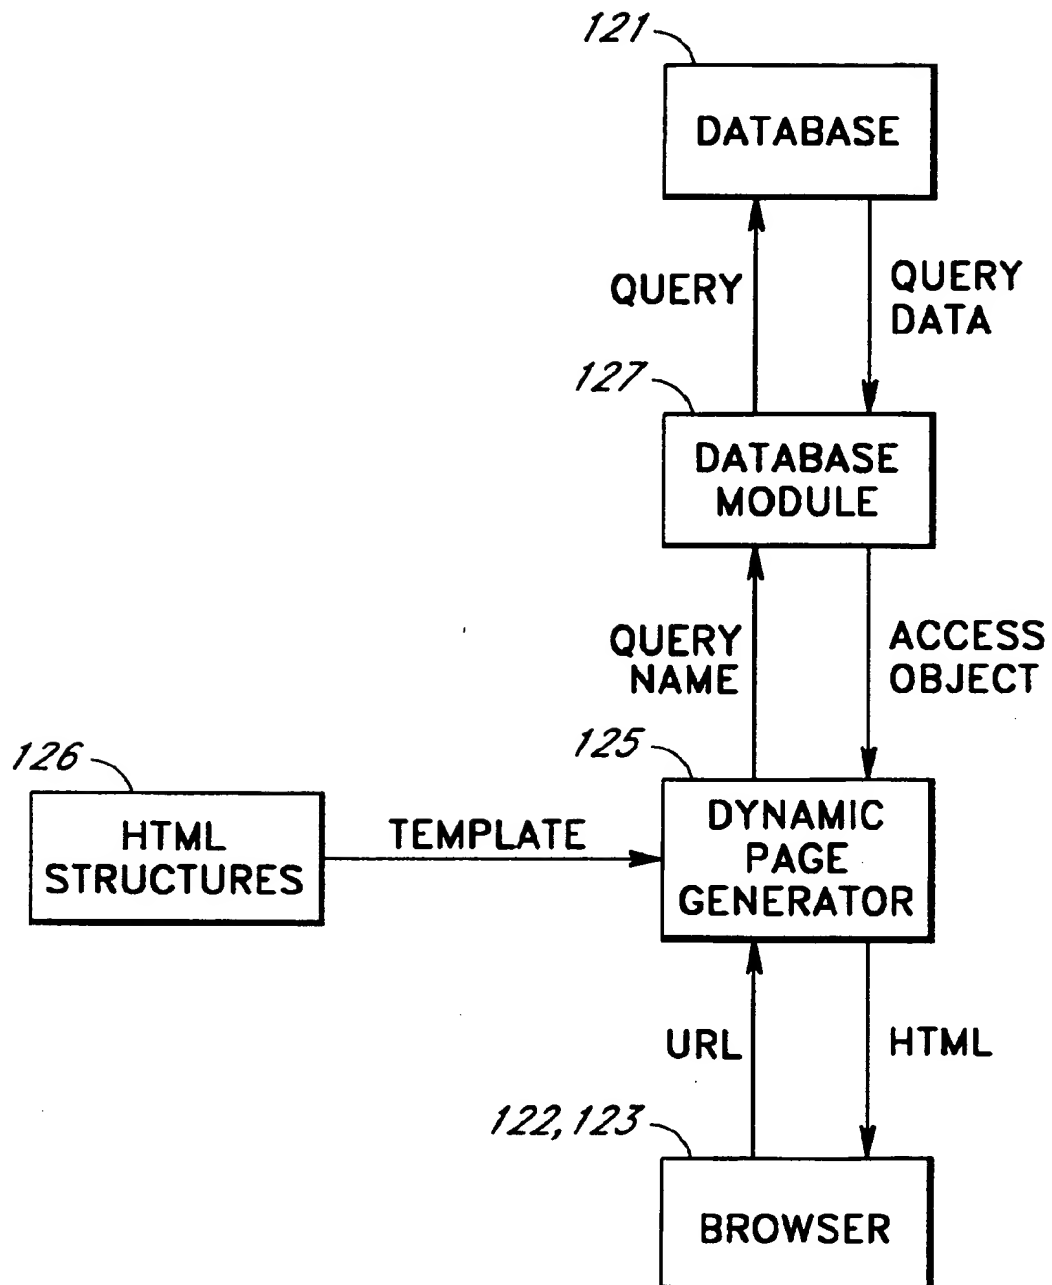 121
DATABASE
QUERY
QUERY
DATA
127
DATABASE
MODULE
QUERY
NAME
ACCESS
OBJECT
126
HTML
STRUCTURES
TEMPLATE
125
DYNAMIC
PAGE
GENERATOR
URL
HTML
122, 123
BROWSER